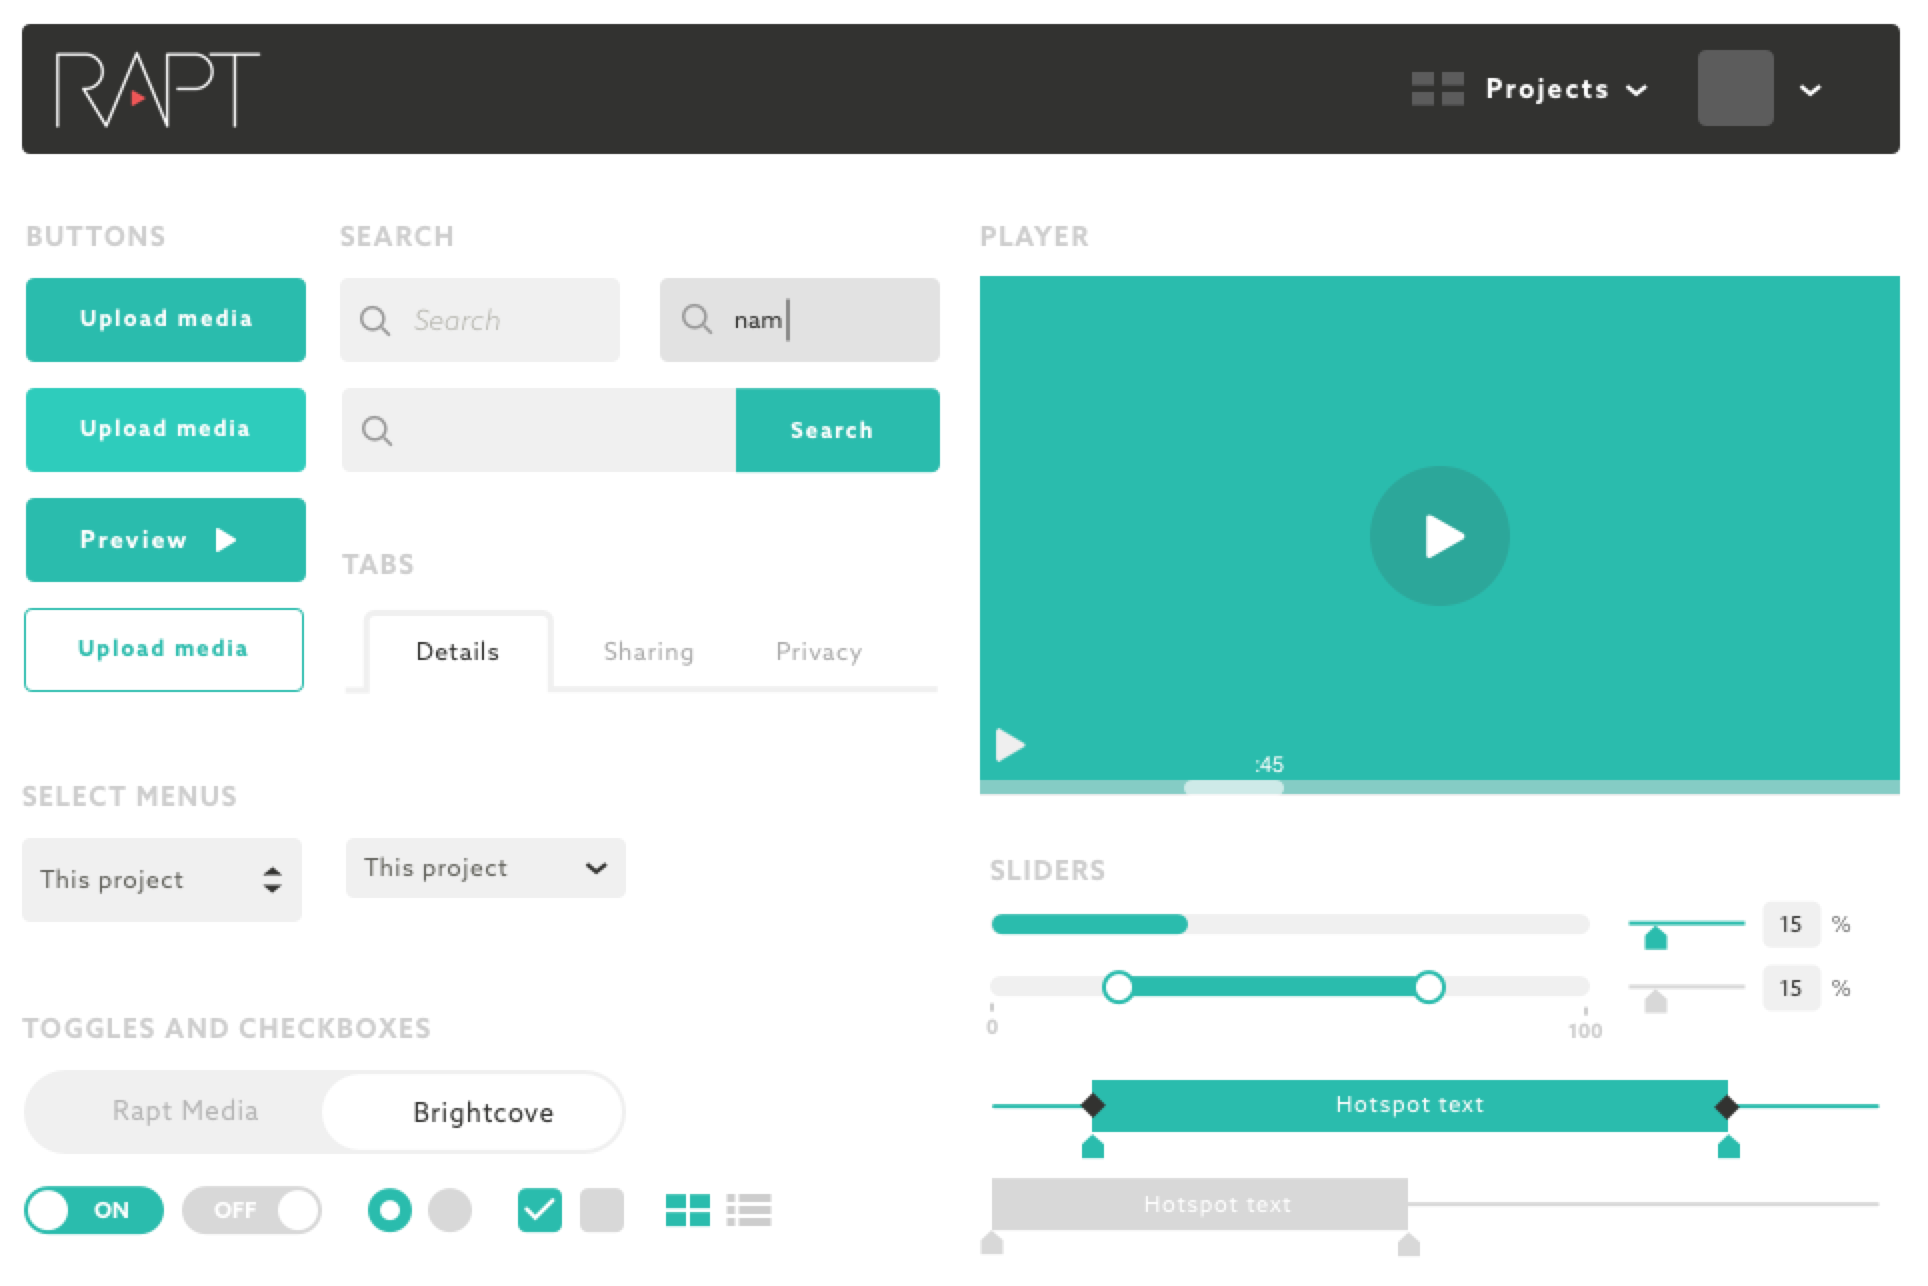 RAPT
Projects
BUTTONS
Upload media
Upload media
Preview
Upload media
SEARCH
Search
nam
Search
TABS
Details Sharing Privacy
PLAYER
:45
SELECT MENUS
This project
This project
SLIDERS
15 %
15 %
0 100
Hotspot text
Hotspot text
TOGGLES AND CHECKBOXES
Rapt Media Brightcove
ON OFF